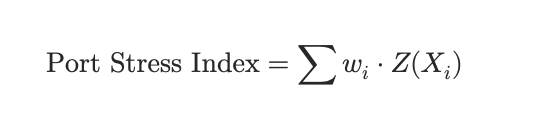 Port Stress Index = ∑ wᵢ · Z(Xᵢ)